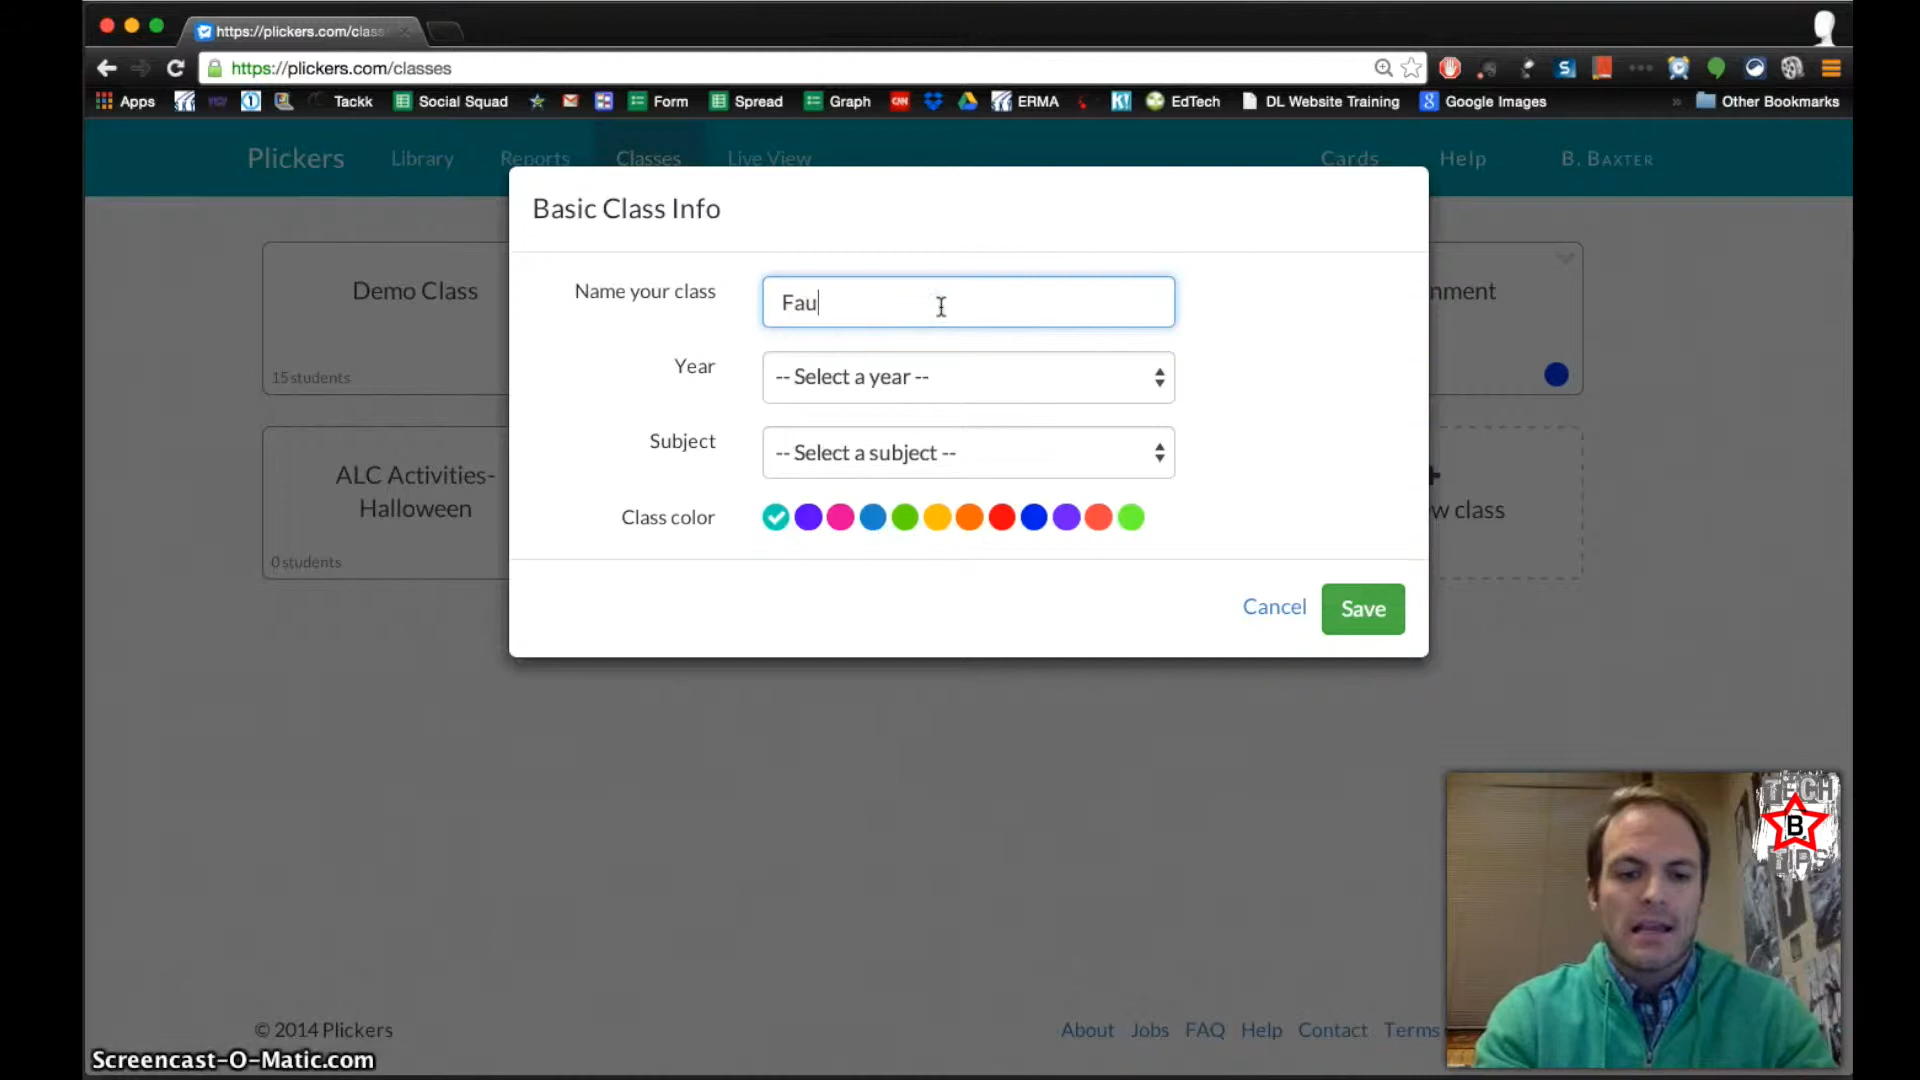 https://plickers.com/class
https://plickers.com/classes
Apps Tackk Social Squad Form Spread Graph CNN ERMA K! EdTech DL Website Training Google Images » Other Bookmarks
Plickers Library Reports Classes Live View Cards Help B. BAXTER
Basic Class Info
Demo Class
15 students
Name your class
Fau
nment
Year
-- Select a year --
Subject
-- Select a subject --
ALC Activities-
Halloween
0 students
w class
Class color
Cancel Save
TECH
B
TIPS
© 2014 Plickers
About Jobs FAQ Help Contact Terms
Screencast-O-Matic.com